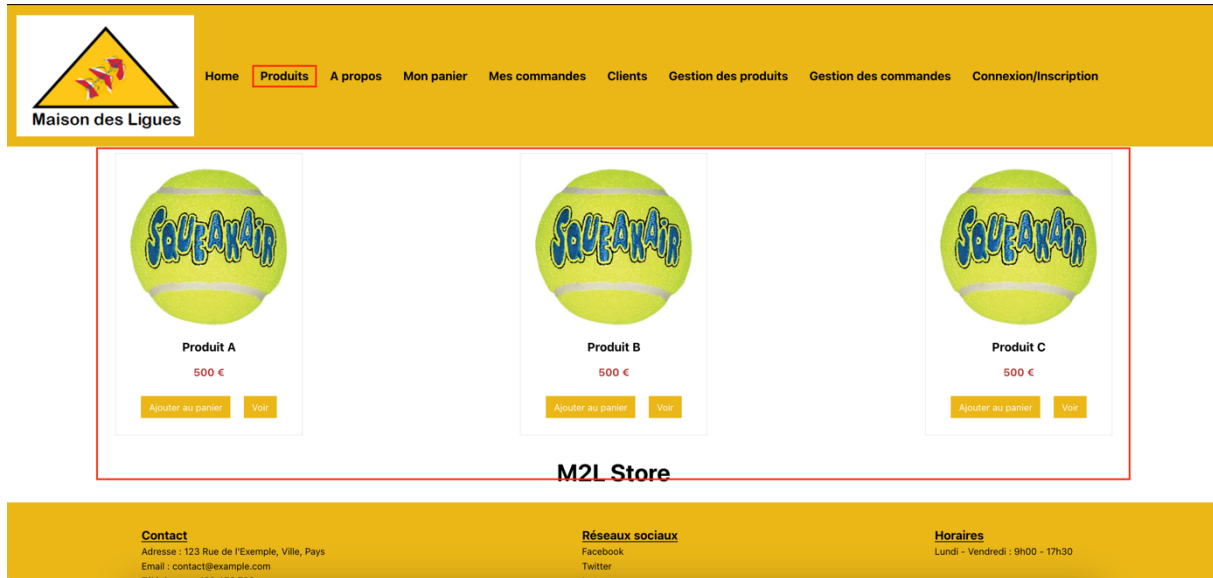 Maison des Ligues
Home Produits A propos Mon panier Mes commandes Clients Gestion des produits Gestion des commandes Connexion/Inscription
SQUEAKAIR SQUEAKAIR SQUEAKAIR
Produit A Produit B Produit C
500 € 500 € 500 €
Ajouter au panier Voir Ajouter au panier Voir Ajouter au panier Voir
M2L Store
Contact Réseaux sociaux Horaires
Adresse : 123 Rue de l'Exemple, Ville, Pays Facebook Lundi - Vendredi : 9h00 - 17h30
Email : contact@example.com Twitter